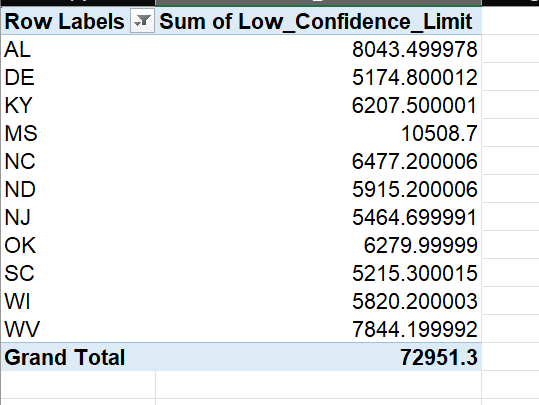 Row Labels Sum of Low_Confidence_Limit
AL 8043.499978
DE 5174.800012
KY 6207.500001
MS 10508.7
NC 6477.200006
ND 5915.200006
NJ 5464.699991
OK 6279.99999
SC 5215.300015
WI 5820.200003
WV 7844.199992
Grand Total 72951.3